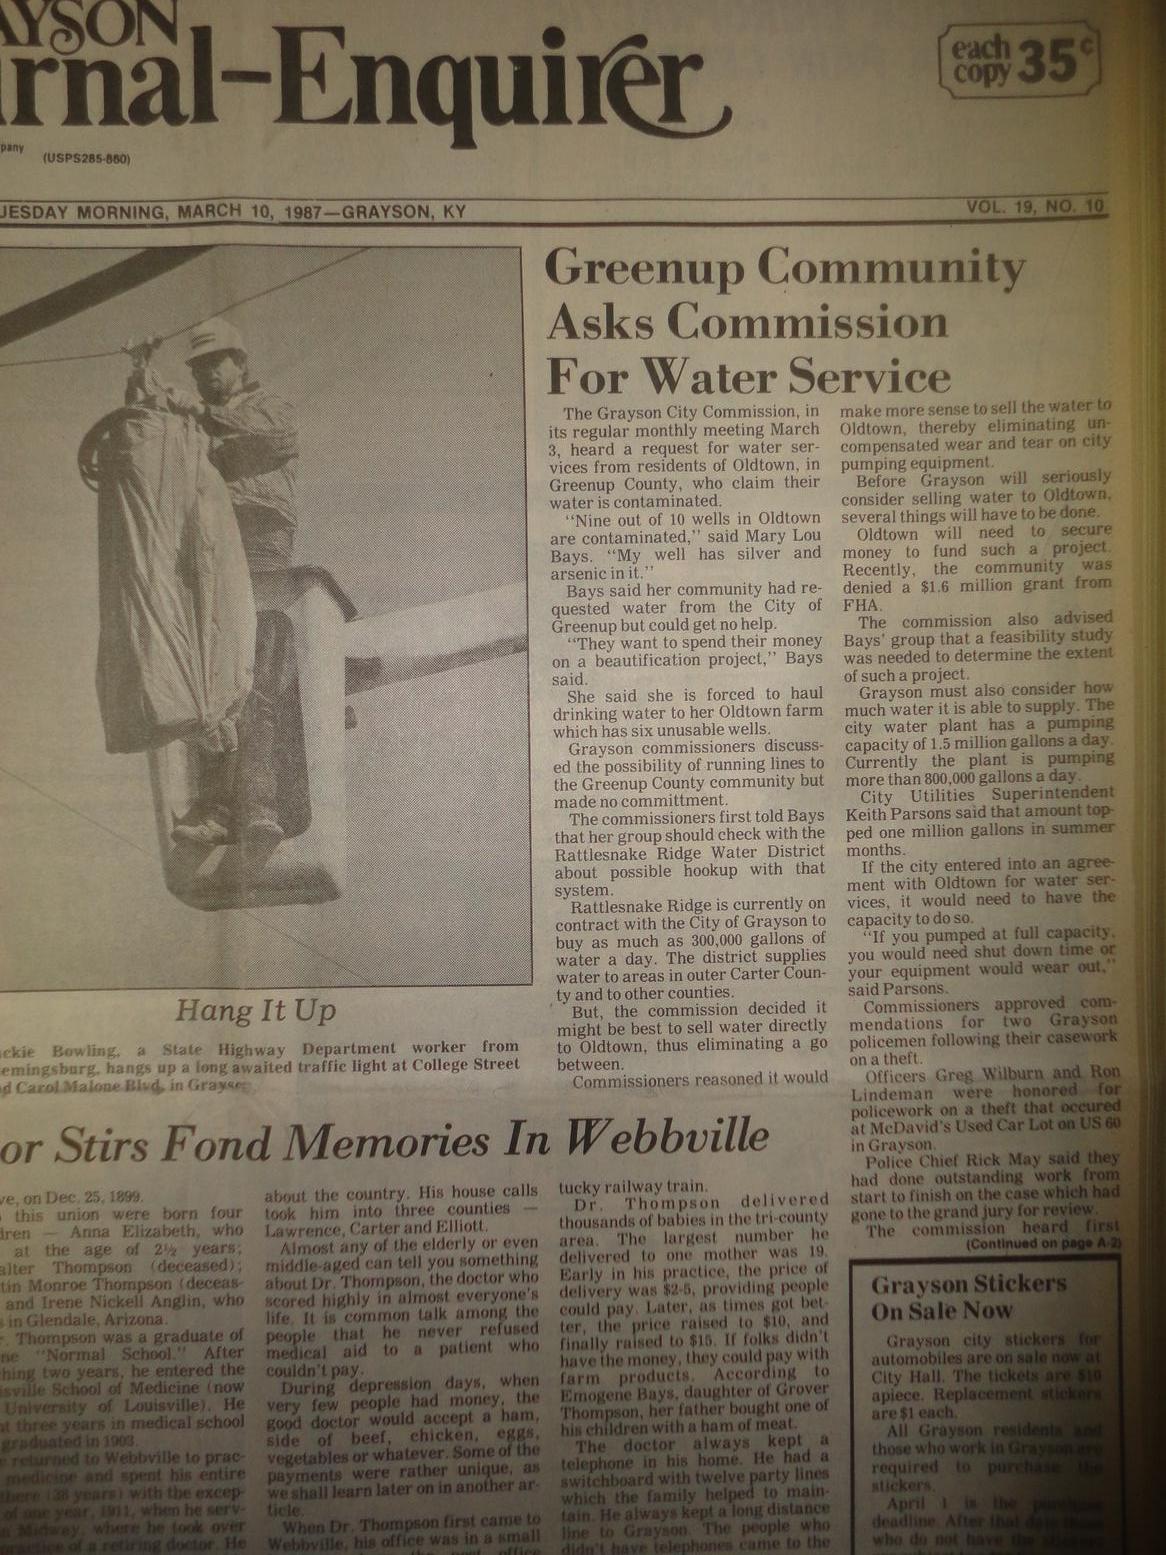 AYSON
urnal-Enquirer
each
copy 35¢
pany
(USPS285-860)
UESDAY MORNING, MARCH 10, 1987—GRAYSON, KY
VOL. 19, NO. 10
Greenup Community
Asks Commission
For Water Service
The Grayson City Commission, in
its regular monthly meeting March
3, heard a request for water ser-
vices from residents of Oldtown, in
Greenup County, who claim their
water is contaminated.
"Nine out of 10 wells in Oldtown
are contaminated," said Mary Lou
Bays. "My well has silver and
arsenic in it."
Bays said her community had re-
quested water from the City of
Greenup but could get no help.
"They want to spend their money
on a beautification project," Bays
said.
She said she is forced to haul
drinking water to her Oldtown farm
which has six unusable wells.
Grayson commissioners discuss-
ed the possibility of running lines to
the Greenup County community but
made no committment.
The commissioners first told Bays
that her group should check with the
Rattlesnake Ridge Water District
about possible hookup with that
system.
Rattlesnake Ridge is currently on
contract with the City of Grayson to
buy as much as 300,000 gallons of
water a day. The district supplies
water to areas in outer Carter Coun-
ty and to other counties.
But, the commission decided it
might be best to sell water directly
to Oldtown, thus eliminating a go
between.
Commissioners reasoned it would
make more sense to sell the water to
Oldtown, thereby eliminating un-
compensated wear and tear on city
pumping equipment.
Before Grayson will seriously
consider selling water to Oldtown,
several things will have to be done.
Oldtown will need to secure
money to fund such a project.
Recently, the community was
denied a $1.6 million grant from
FHA.
The commission also advised
Bays' group that a feasibility study
was needed to determine the extent
of such a project.
Grayson must also consider how
much water it is able to supply. The
city water plant has a pumping
capacity of 1.5 million gallons a day.
Currently the plant is pumping
more than 800,000 gallons a day.
City Utilities Superintendent
Keith Parsons said that amount top-
ped one million gallons in summer
months.
If the city entered into an agree-
ment with Oldtown for water ser-
vices, it would need to have the
capacity to do so.
"If you pumped at full capacity,
you would need shut down time or
your equipment would wear out,"
said Parsons.
Commissioners approved com-
mendations for two Grayson
policemen following their casework
on a theft.
Officers Greg Wilburn and Ron
Lindeman were honored for
policework on a theft that occured
at McDavid's Used Car Lot on US 60
in Grayson.
Police Chief Rick May said they
had done outstanding work from
start to finish on the case which had
gone to the grand jury for review.
The commission heard first
(Continued on page A-2)
Hang It Up
ckie Bowling, a State Highway Department worker from
emingsburg, hangs up a long awaited traffic light at College Street
d Carol Malone Blvd. in Grayson.
or Stirs Fond Memories In Webbville
ve, on Dec. 25, 1899.
this union were born four
dren — Anna Elizabeth, who
at the age of 2½ years;
alter Thompson (deceased);
tin Monroe Thompson (deceas-
and Irene Nickell Anglin, who
s in Glendale, Arizona.
r. Thompson was a graduate of
ne "Normal School." After
hing two years, he entered the
isville School of Medicine (now
University of Louisville). He
t three years in medical school
graduated in 1903.
e returned to Webbville to prac-
medicine and spent his entire
there (38 years) with the excep-
of one year, 1911, when he serv-
n Midway, where he took over
practice of a retiring doctor. He
about the country. His house calls
took him into three counties —
Lawrence, Carter and Elliott.
Almost any of the elderly or even
middle-aged can tell you something
about Dr. Thompson, the doctor who
scored highly in almost everyone's
life. It is common talk among the
people that he never refused
medical aid to a patient who
couldn't pay.
During depression days, when
very few people had money, the
good doctor would accept a ham,
side of beef, chicken, eggs,
vegetables or whatever. Some of the
payments were rather unique, as
we shall learn later on in another ar-
ticle.
When Dr. Thompson first came to
Webbville, his office was in a small
tucky railway train.
Dr. Thompson delivered
thousands of babies in the tri-county
area. The largest number he
delivered to one mother was 19.
Early in his practice, the price of
delivery was $2-5, providing people
could pay. Later, as times got bet-
ter, the price raised to $10, and
finally raised to $15. If folks didn't
have the money, they could pay with
farm products. According to
Emogene Bays, daughter of Grover
Thompson, her father bought one of
his children with a ham of meat.
The doctor always kept a
telephone in his home. He had a
switchboard with twelve party lines
which the family helped to main-
tain. He always kept a long distance
line to Grayson. The people who
didn't have telephones came to the
Grayson Stickers
On Sale Now
Grayson city stickers for
automobiles are on sale now at
City Hall. The tickets are $10
apiece. Replacement stickers
are $1 each.
All Grayson residents and
those who work in Grayson are
required to purchase the
stickers.
April 1 is the purchase
deadline. After that date those
who do not have the stickers